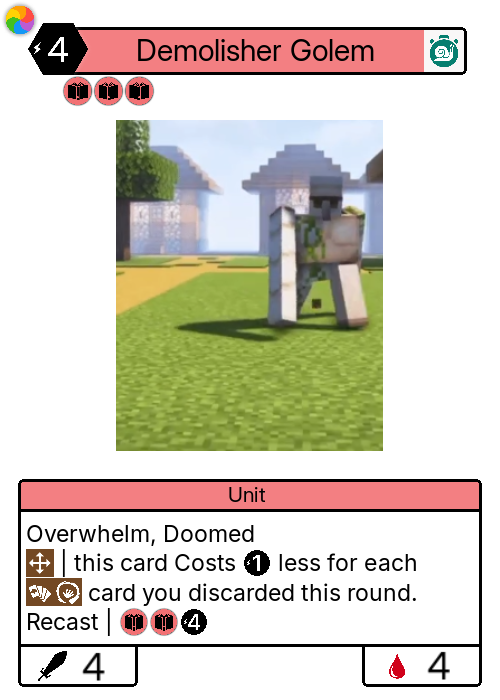 4 Demolisher Golem
Unit
Overwhelm, Doomed
| this card Costs 1 less for each
card you discarded this round.
Recast | 4
4 4